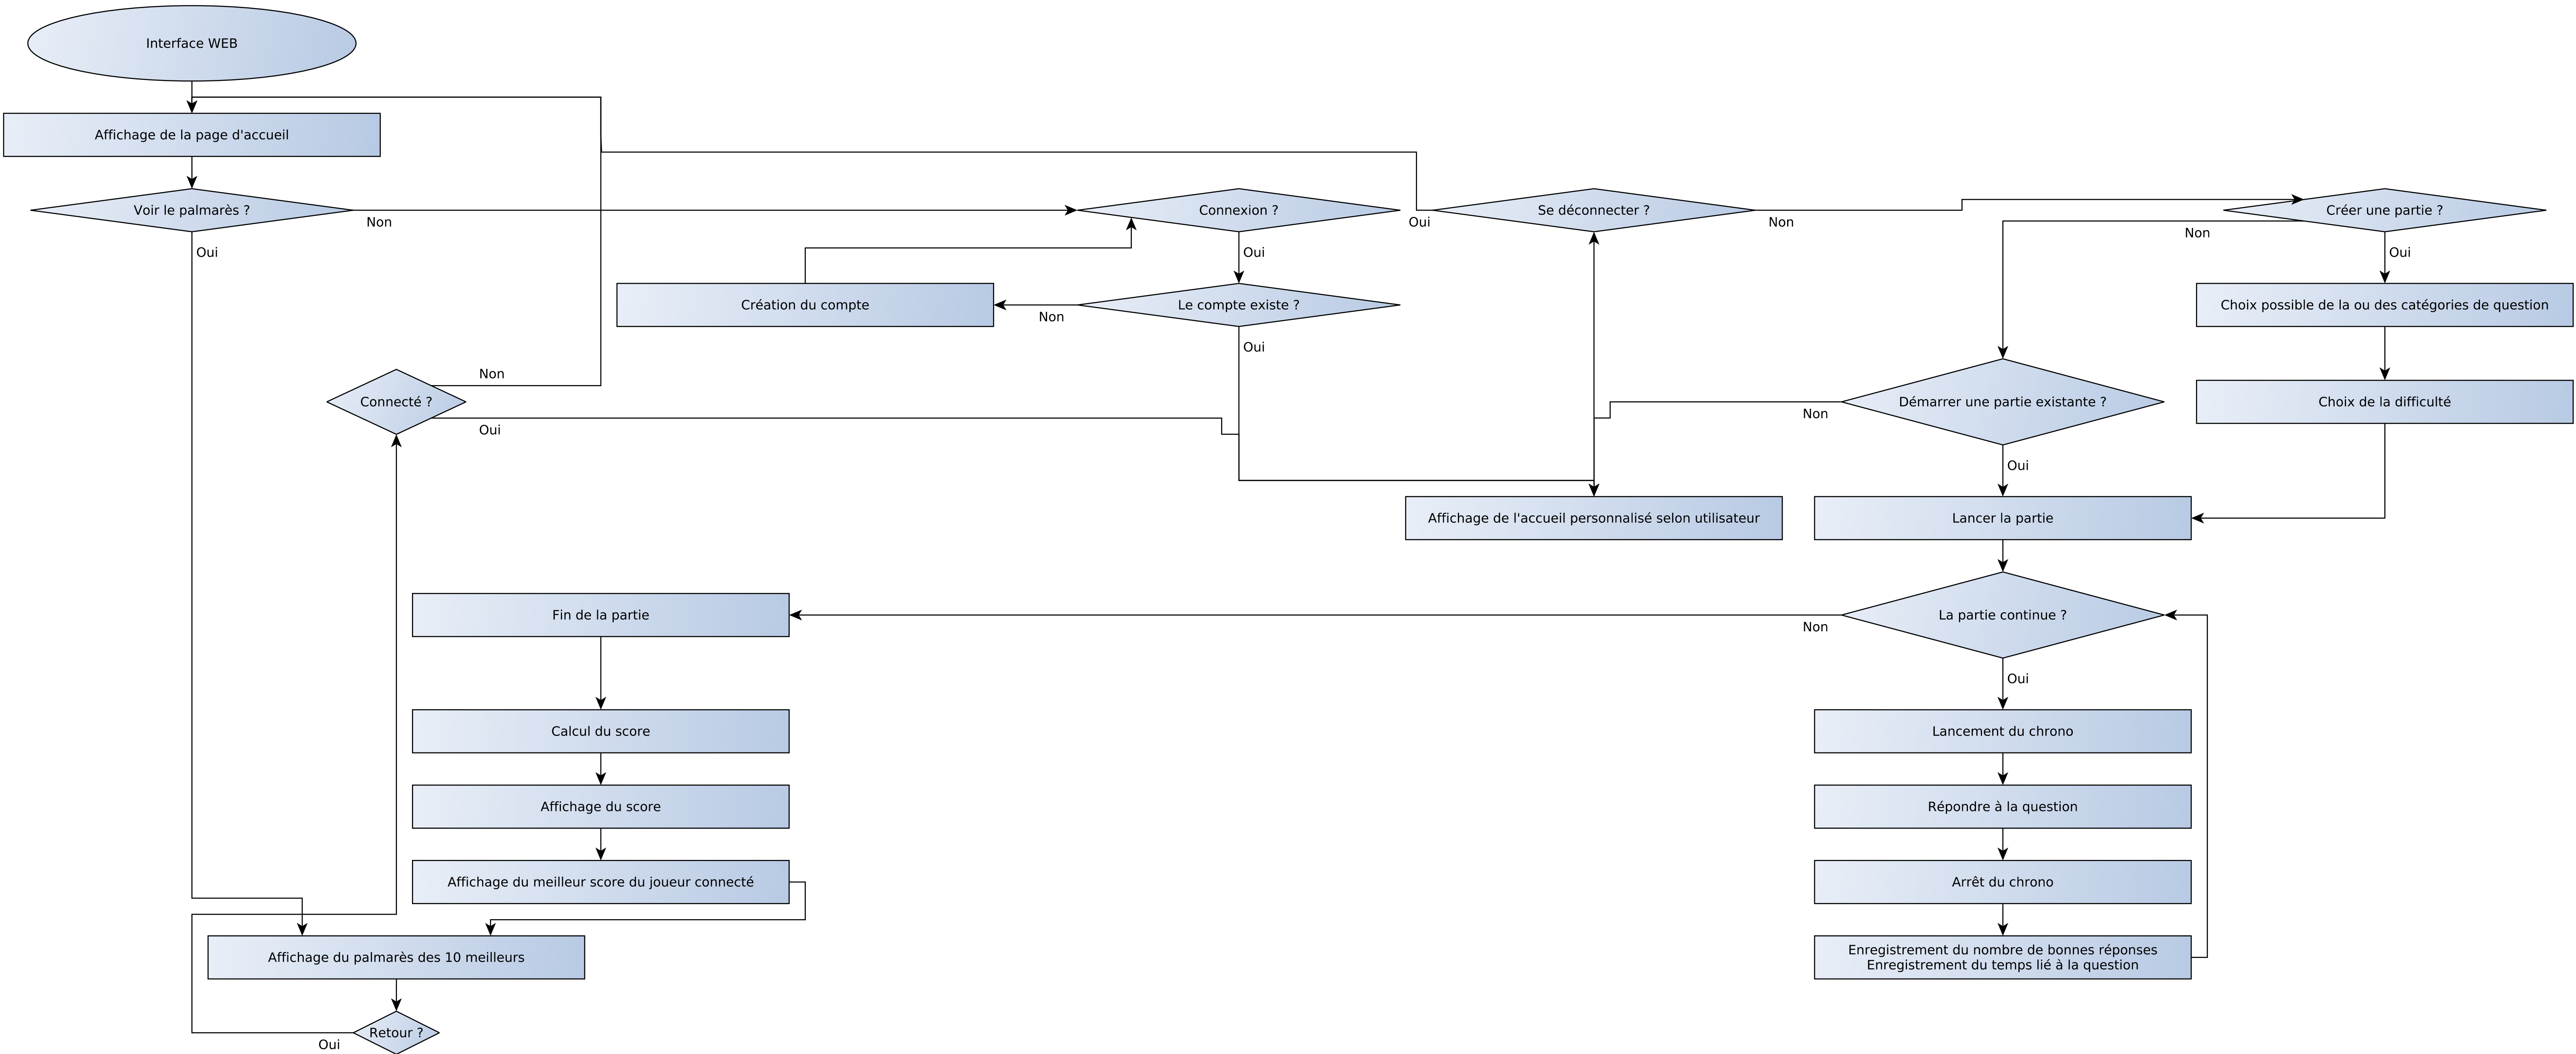 Interface WEB
Affichage de la page d'accueil
Voir le palmarès ?
Non
Oui
Connexion ?
Oui
Se déconnecter ?
Oui
Non
Créer une partie ?
Non
Oui
Création du compte
Non
Le compte existe ?
Oui
Choix possible de la ou des catégories de question
Connecté ?
Non
Oui
Démarrer une partie existante ?
Non
Oui
Choix de la difficulté
Affichage de l'accueil personnalisé selon utilisateur
Lancer la partie
Fin de la partie
La partie continue ?
Non
Oui
Calcul du score
Lancement du chrono
Affichage du score
Répondre à la question
Affichage du meilleur score du joueur connecté
Arrêt du chrono
Affichage du palmarès des 10 meilleurs
Enregistrement du nombre de bonnes réponses
Enregistrement du temps lié à la question
Retour ?
Oui